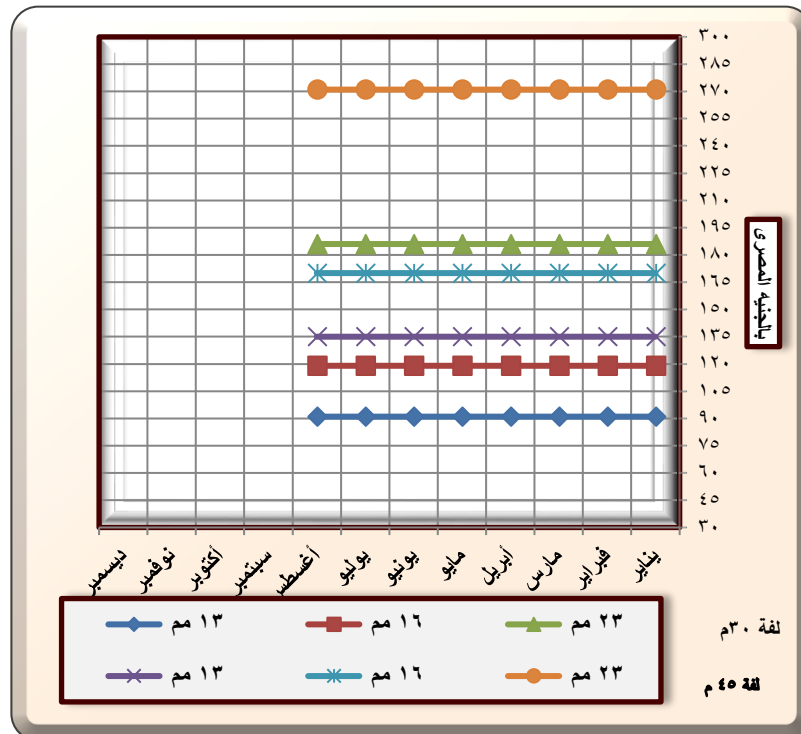 ٣٠٠
٢٨٥
٢٧٠
٢٥٥
٢٤٠
٢٢٥
٢١٠
١٩٥
١٨٠
١٦٥
١٥٠
١٣٥
١٢٠
١٠٥
٩٠
٧٥
٦٠
٤٥
٣٠
بالجنيه المصرى
يناير
فبراير
مارس
أبريل
مايو
يونيو
يوليو
أغسطس
سبتمبر
أكتوبر
نوفمبر
ديسمبر
لفة ٣٠م ٢٣ مم ١٦ مم ١٣ مم
لفة ٤٥ م ٢٣ مم ١٦ مم ١٣ مم